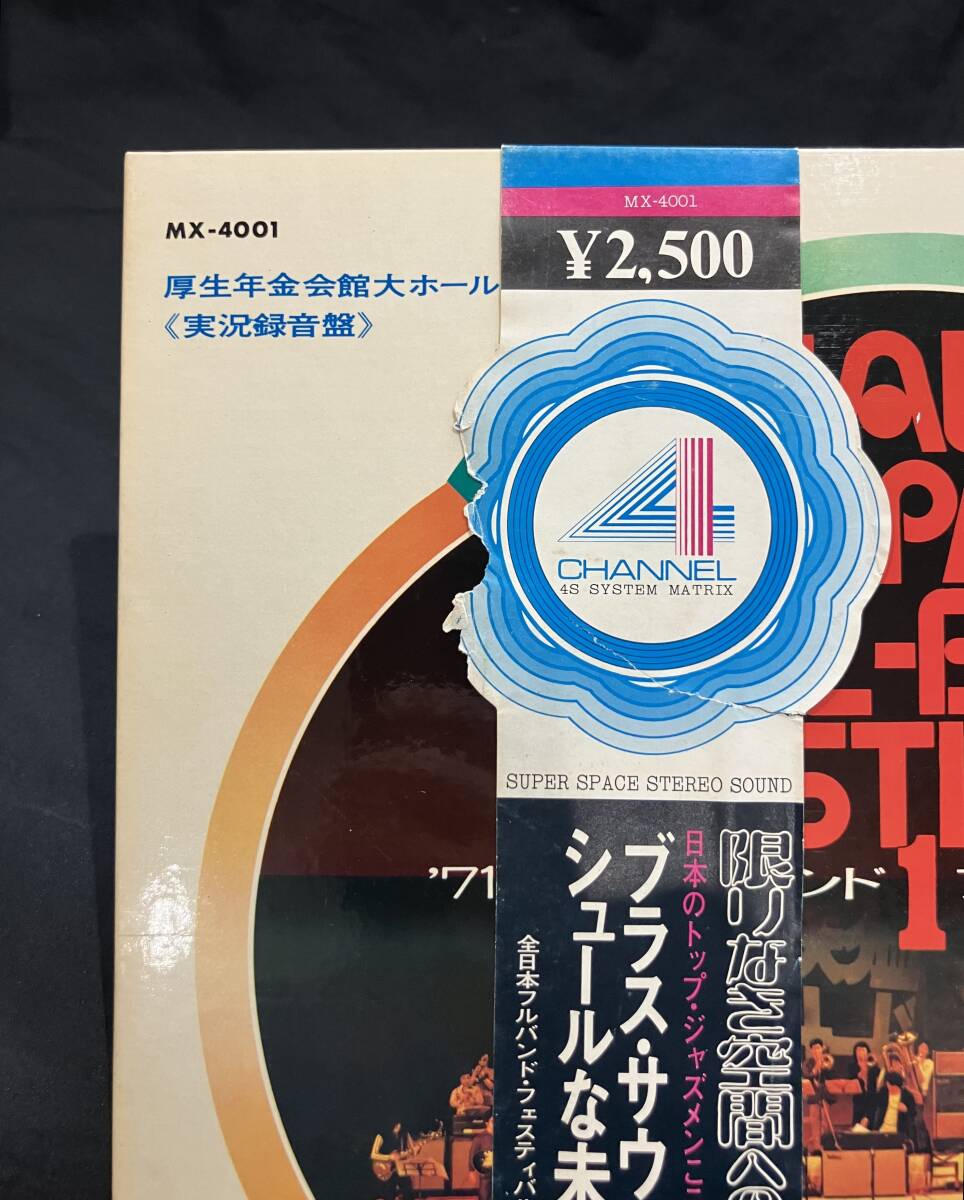 MX-4001
厚生年金会館大ホール
《実況録音盤》
MX-4001
¥2,500
4
CHANNEL
4S SYSTEM MATRIX
SUPER SPACE STEREO SOUND
限りなき空間への
日本のトップ・ジャズメンここ
ブラス・サウ
シュールな未
全日本フルバンド・フェスティバ
'71
ンド
1